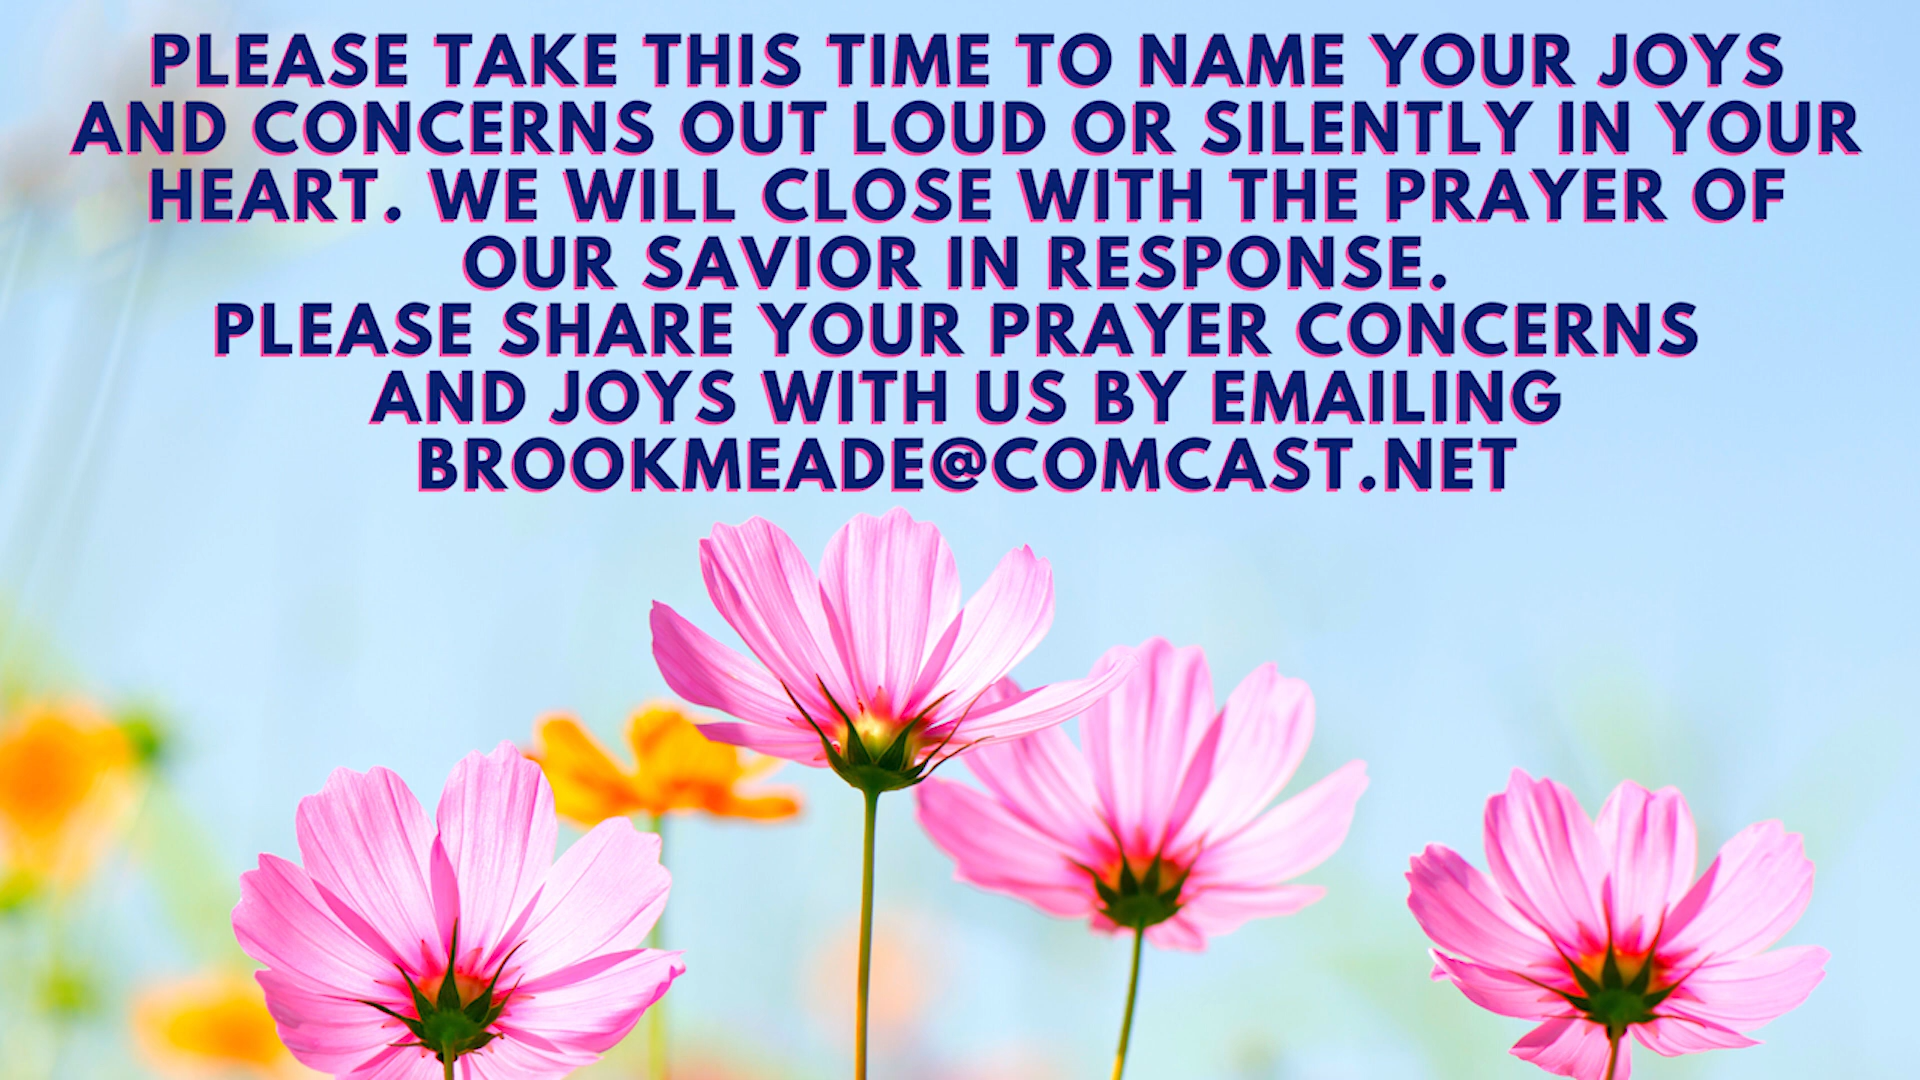 PLEASE TAKE THIS TIME TO NAME YOUR JOYS
AND CONCERNS OUT LOUD OR SILENTLY IN YOUR
HEART. WE WILL CLOSE WITH THE PRAYER OF
OUR SAVIOR IN RESPONSE.
PLEASE SHARE YOUR PRAYER CONCERNS
AND JOYS WITH US BY EMAILING
BROOKMEADE@COMCAST.NET